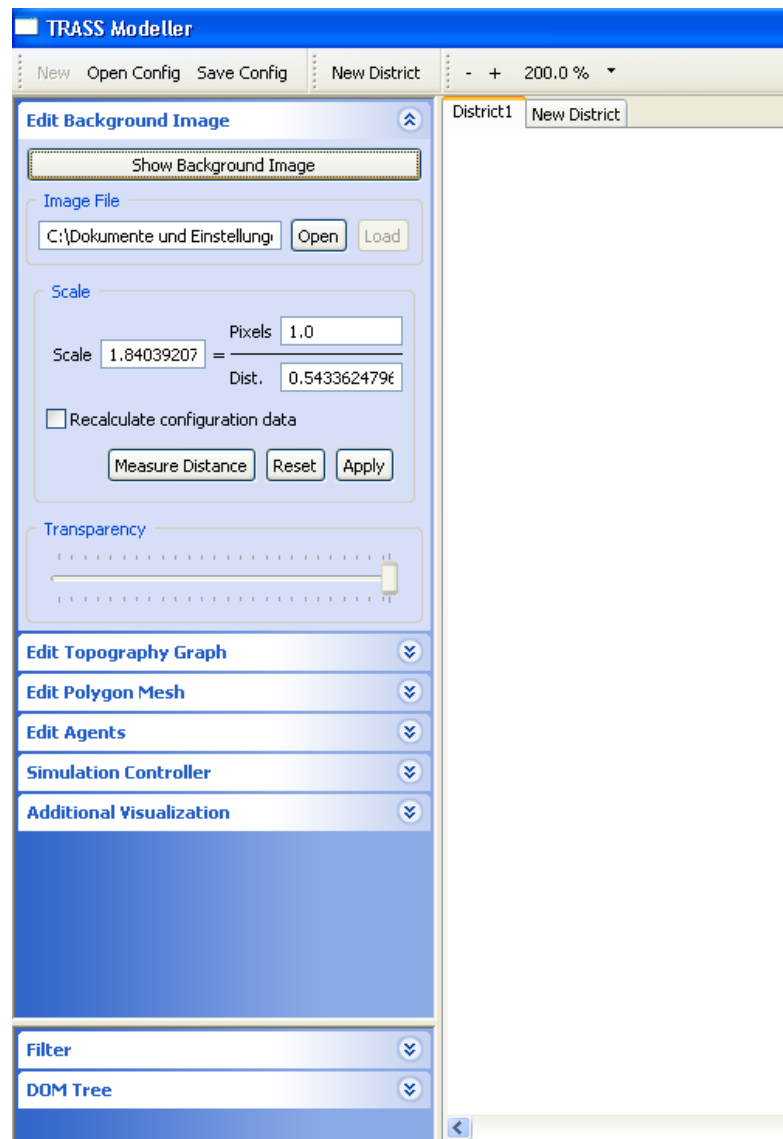 TRASS Modeller
New Open Config Save Config New District - + 200.0 %
Edit Background Image
Show Background Image
Image File
C:\Dokumente und Einstellung
Open Load
Scale
Scale 1.84039207 = Pixels 1.0
Dist. 0.543362479
Recalculate configuration data
Measure Distance Reset Apply
Transparency
Edit Topography Graph
Edit Polygon Mesh
Edit Agents
Simulation Controller
Additional Visualization
Filter
DOM Tree
District1 New District